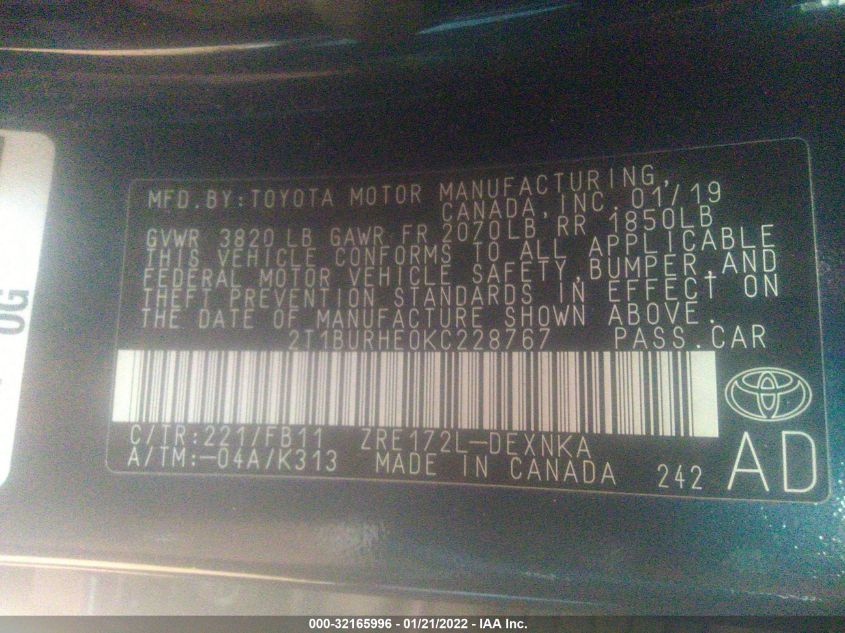 MFD.BY:TOYOTA MOTOR MANUFACTURING,
CANADA, INC. 01/19
GVWR 3820 LB GAWR FR 2070LB RR 1850LB
THIS VEHICLE CONFORMS TO ALL APPLICABLE
FEDERAL MOTOR VEHICLE SAFETY, BUMPER, AND
THEFT PREVENTION STANDARDS IN EFFECT ON
THE DATE OF MANUFACTURE SHOWN ABOVE.
2T1BURHE0KC228767 PASS.CAR
C/TR:221/FB11 ZRE172L-DEXNKA
A/TM:-04A/K313 MADE IN CANADA 242
AD
0G
000-32165996 - 01/21/2022 - IAA Inc.